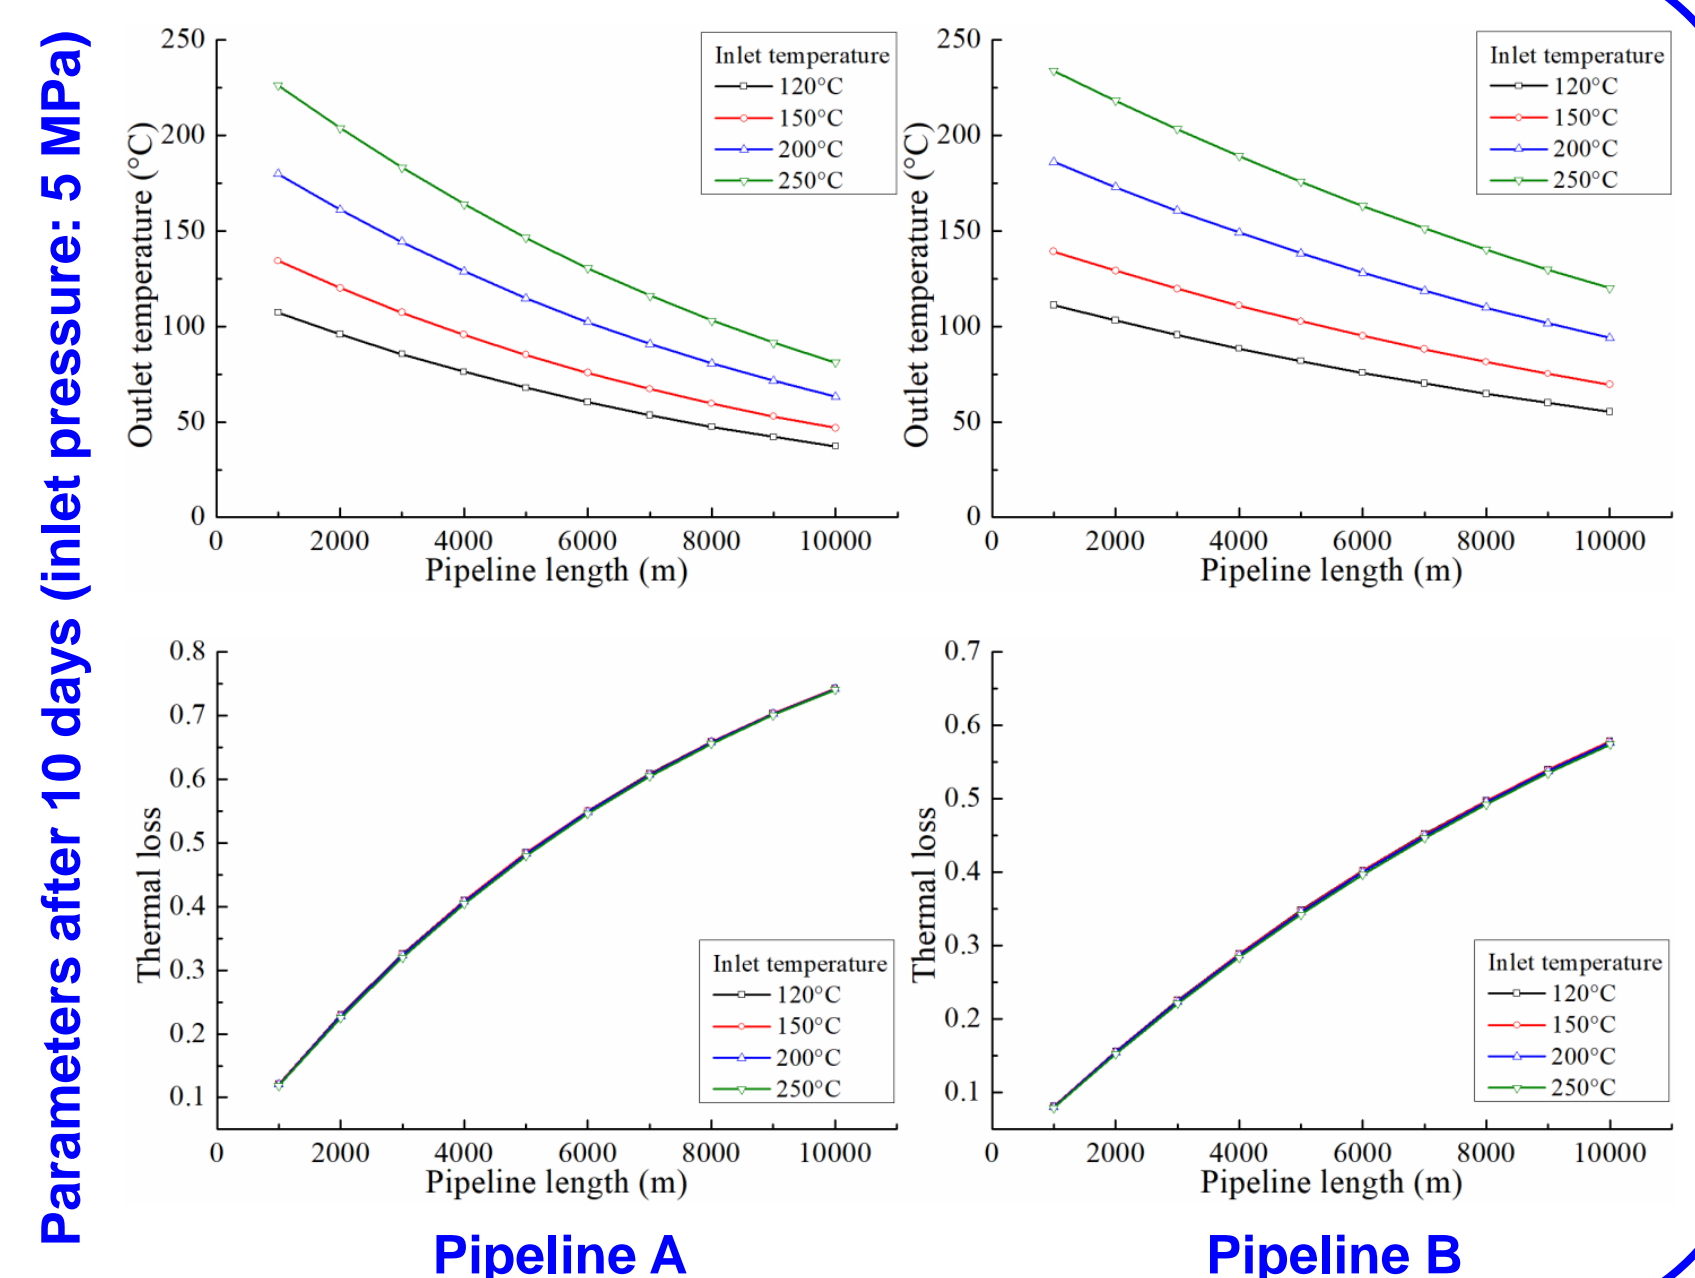 Parameters after 10 days (inlet pressure: 5 MPa)
250
200
150
100
50
0
Outlet temperature (°C)
Inlet temperature
120°C
150°C
200°C
250°C
0 2000 4000 6000 8000 10000
Pipeline length (m)
250
200
150
100
50
0
Outlet temperature (°C)
Inlet temperature
120°C
150°C
200°C
250°C
0 2000 4000 6000 8000 10000
Pipeline length (m)
0.8
0.7
0.6
0.5
0.4
0.3
0.2
0.1
Thermal loss
Inlet temperature
120°C
150°C
200°C
250°C
0 2000 4000 6000 8000 10000
Pipeline length (m)
0.7
0.6
0.5
0.4
0.3
0.2
0.1
Thermal loss
Inlet temperature
120°C
150°C
200°C
250°C
0 2000 4000 6000 8000 10000
Pipeline length (m)
Pipeline A
Pipeline B